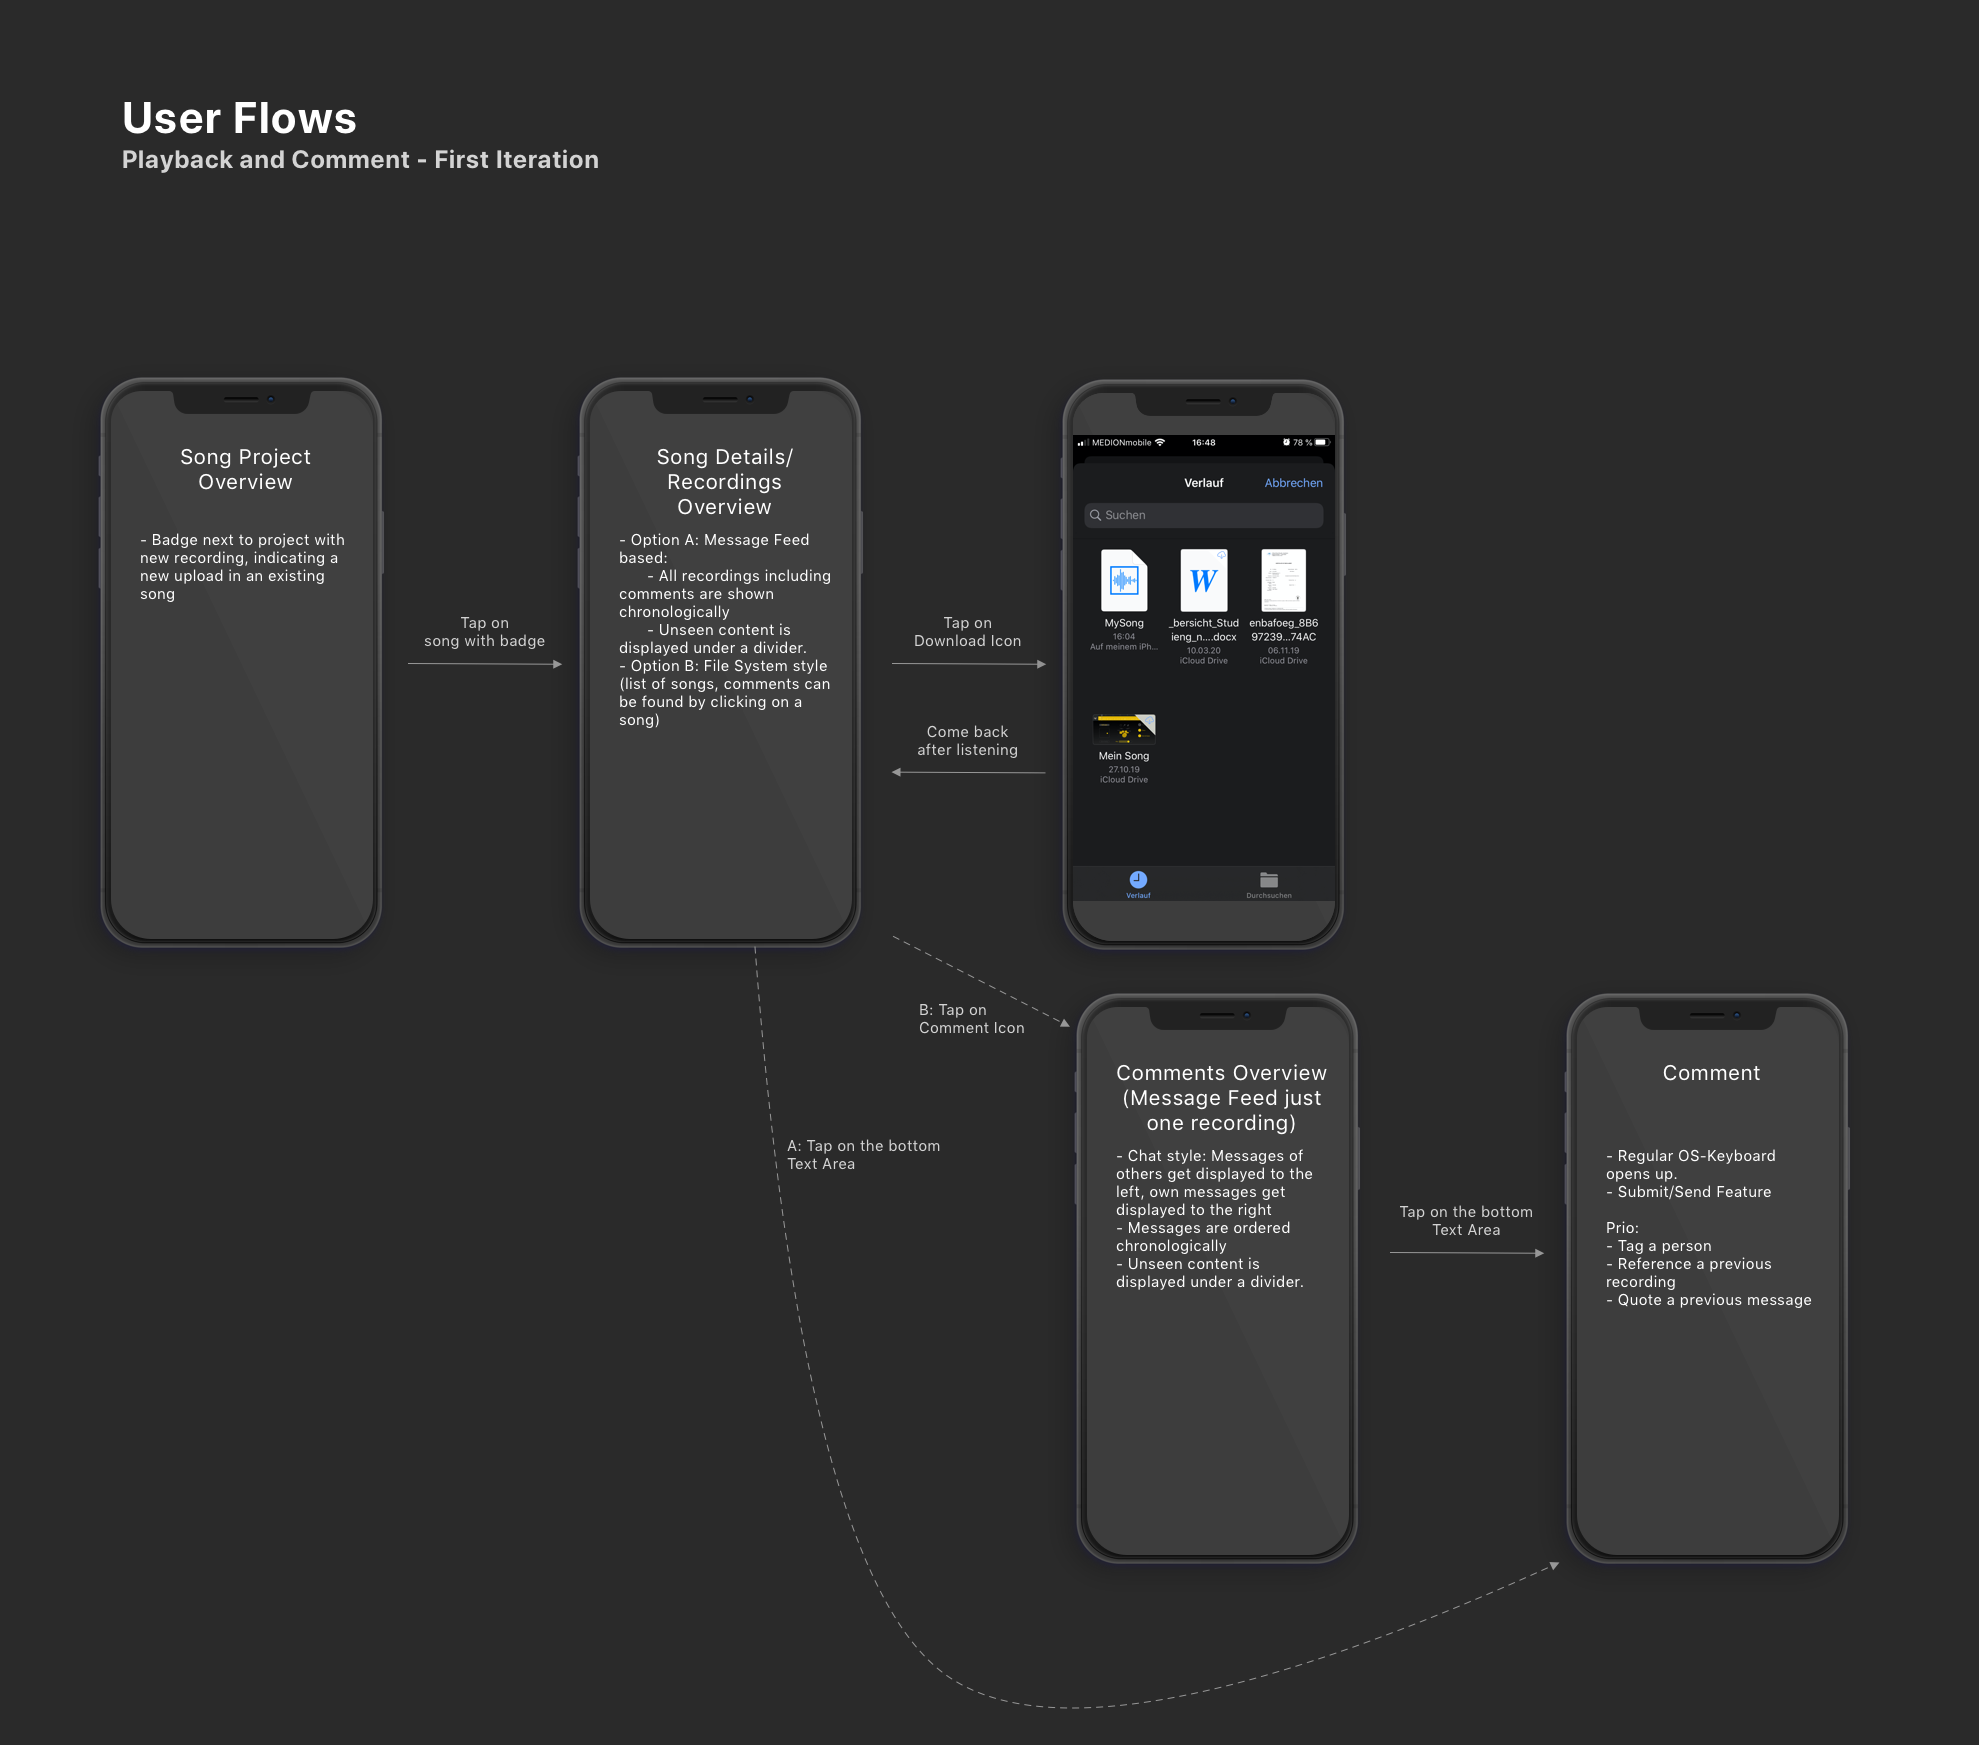 User Flows
Playback and Comment - First Iteration
Song Project
Overview
- Badge next to project with
new recording, indicating a
new upload in an existing
song
Tap on
song with badge
Song Details/
Recordings
Overview
- Option A: Message Feed
based:
- All recordings including
comments are shown
chronologically
- Unseen content is
displayed under a divider.
- Option B: File System style
(list of songs, comments can
be found by clicking on a
song)
Tap on
Download Icon
Come back
after listening
MEDIONmobile 16:48 78 %
Verlauf Abbrechen
Suchen
W
MySong
16:04
Auf meinem iPh...
_bersicht_Stud
ieng_n....docx
10.03.20
iCloud Drive
enbafoeg_8B6
97239...74AC
06.11.19
iCloud Drive
Mein Song
27.10.19
iCloud Drive
Verlauf Durchsuchen
B: Tap on
Comment Icon
A: Tap on the bottom
Text Area
Comments Overview
(Message Feed just
one recording)
- Chat style: Messages of
others get displayed to the
left, own messages get
displayed to the right
- Messages are ordered
chronologically
- Unseen content is
displayed under a divider.
Tap on the bottom
Text Area
Comment
- Regular OS-Keyboard
opens up.
- Submit/Send Feature
Prio:
- Tag a person
- Reference a previous
recording
- Quote a previous message